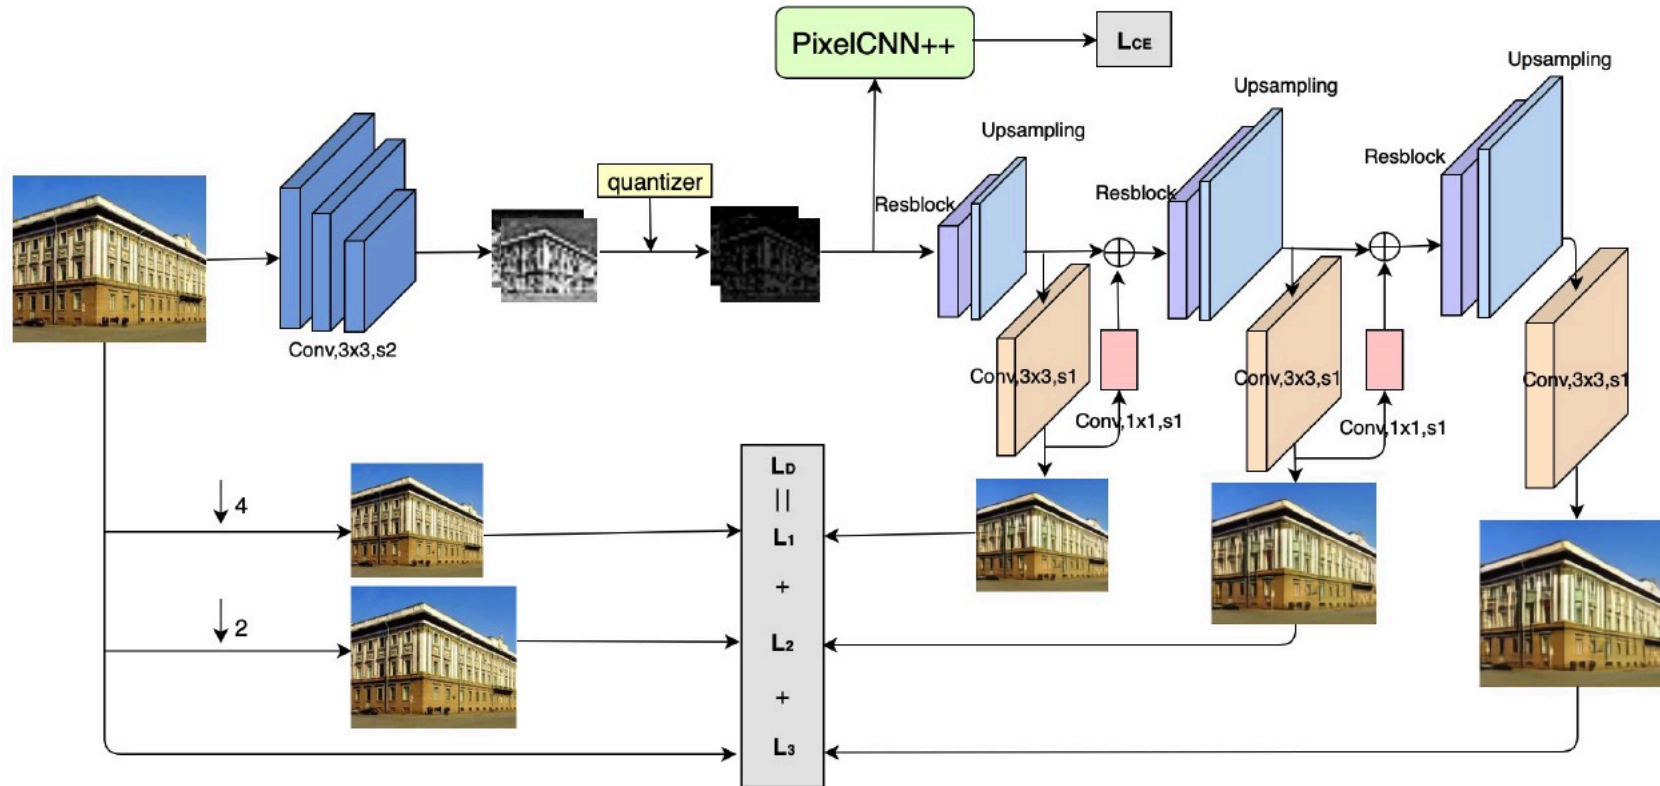 PixelCNN++
LCE
Upsampling
Upsampling
Upsampling
quantizer
Resblock
Resblock
Resblock
Conv,3x3,s2
Conv,3x3,s1
Conv,3x3,s1
Conv,3x3,s1
Conv,1x1,s1
Conv,1x1,s1
LD
||
L1
+
L2
+
L3
4
2